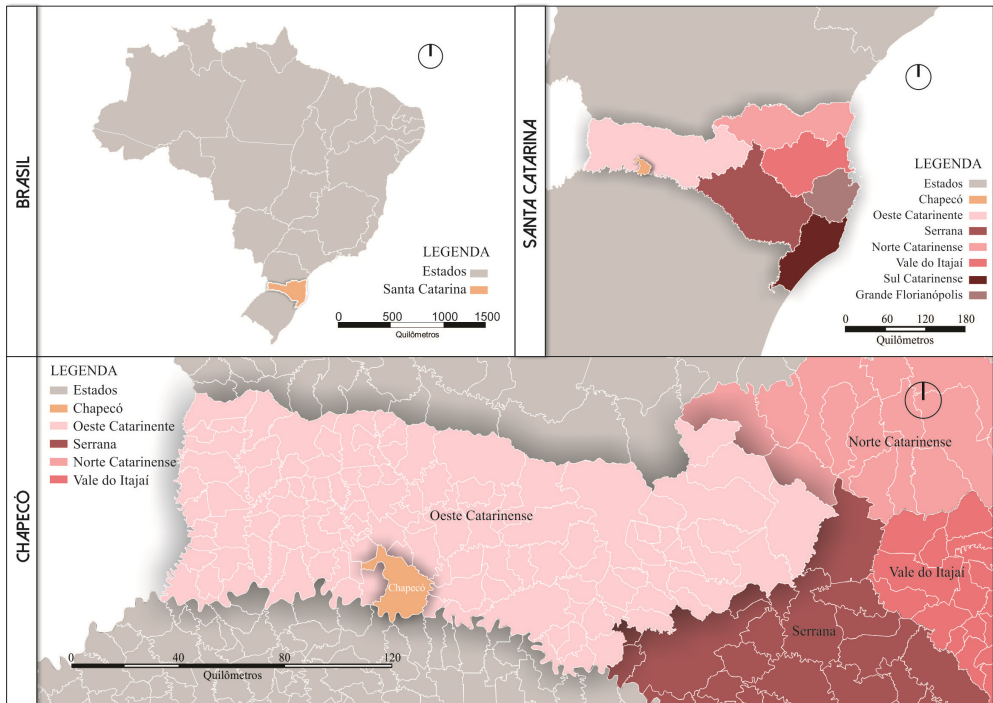 BRASIL
LEGENDA
Estados
Santa Catarina
0 500 1000 1500
Quilômetros
SANTA CATARINA
LEGENDA
Estados
Chapecó
Oeste Catarinente
Serrana
Norte Catarinense
Vale do Itajaí
Sul Catarinense
Grande Florianópolis
0 60 120 180
Quilômetros
CHAPECÓ
LEGENDA
Estados
Chapecó
Oeste Catarinente
Serrana
Norte Catarinense
Vale do Itajaí
Norte Catarinense
Oeste Catarinense
Vale do Itajaí
Chapecó
Serrana
0 40 80 120
Quilômetros